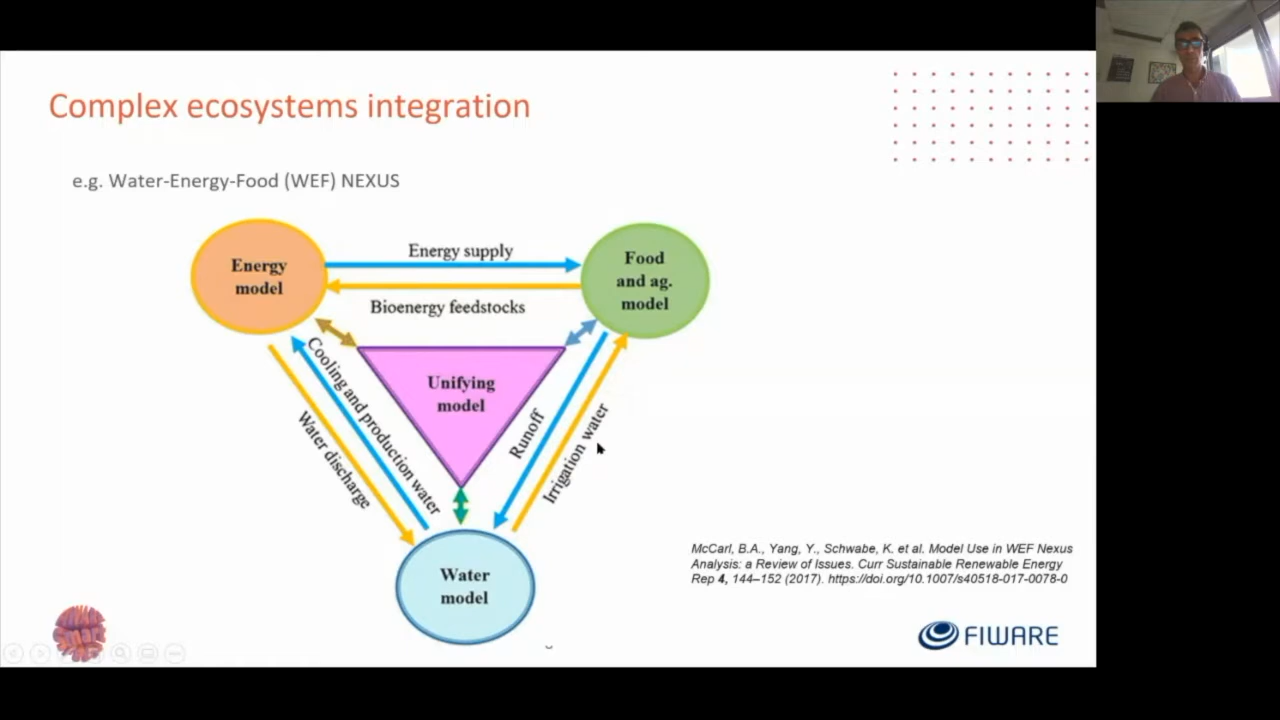 Complex ecosystems integration
e.g. Water-Energy-Food (WEF) NEXUS
Energy supply
Energy
model
Food
and ag.
model
Bioenergy feedstocks
Unifying
model
Cooling and production water
Water discharge
Runoff
Irrigation water
Water
model
McCarl, B.A., Yang, Y., Schwabe, K. et al. Model Use in WEF Nexus
Analysis: a Review of Issues. Curr Sustainable Renewable Energy
Rep 4, 144–152 (2017). https://doi.org/10.1007/s40518-017-0078-0
Smart
FIWARE